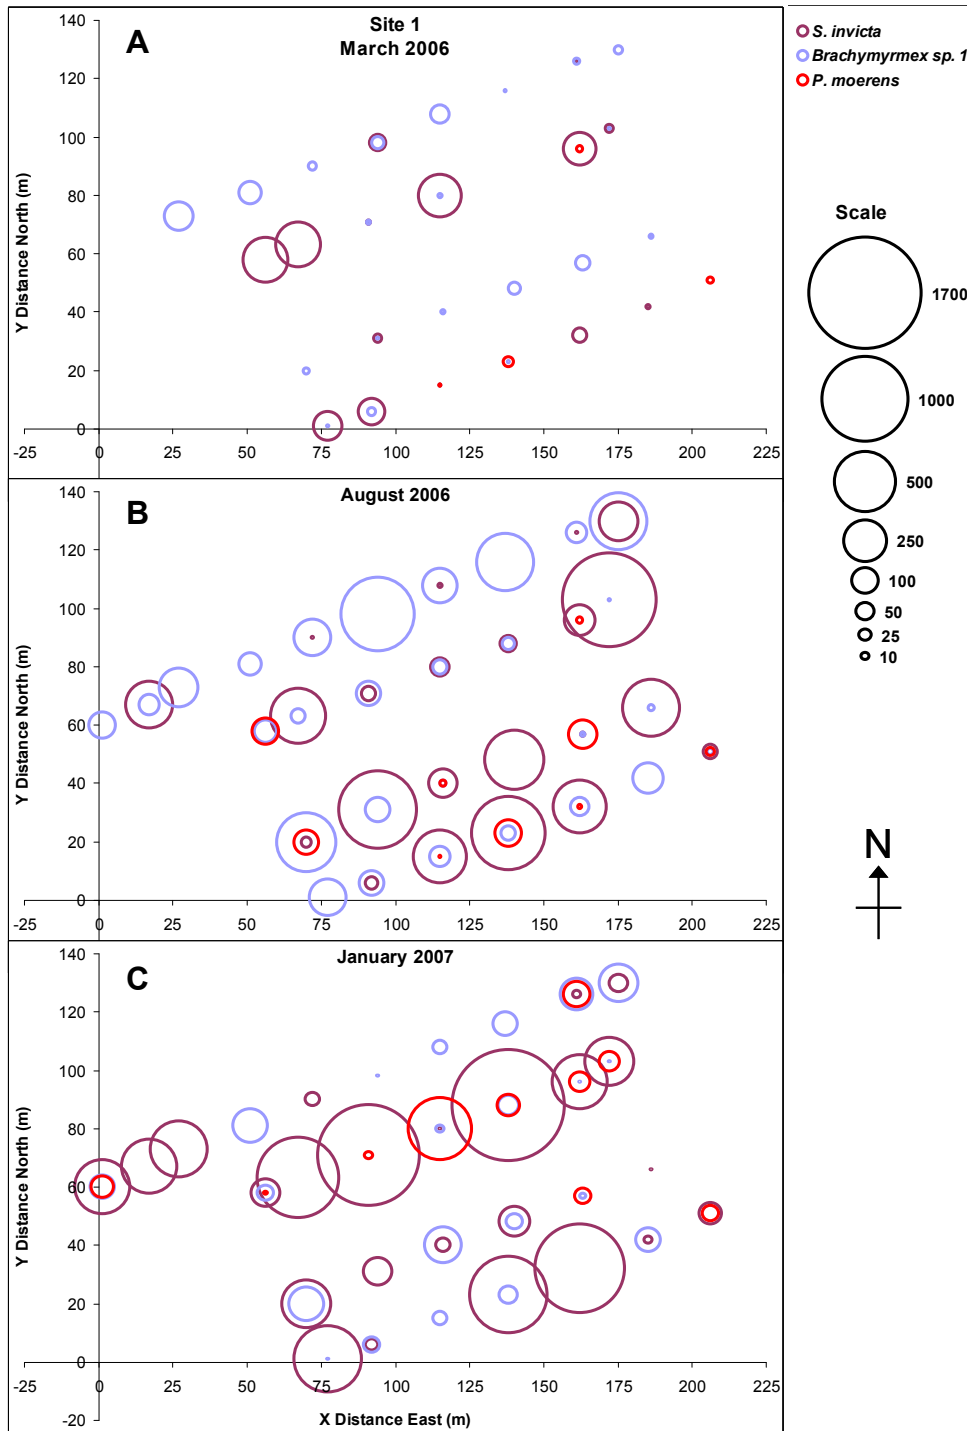 Site 1
March 2006
A
140
120
100
80
60
40
20
0
Y Distance North (m)
-25 0 25 50 75 100 125 150 175 200 225
August 2006
B
140
120
100
80
60
40
20
0
Y Distance North (m)
-25 0 25 50 75 100 125 150 175 200 225
January 2007
C
140
120
100
80
60
40
20
0
-20
Y Distance North (m)
-25 0 25 50 75 100 125 150 175 200 225
X Distance East (m)
S. invicta
Brachymyrmex sp. 1
P. moerens
Scale
1700
1000
500
250
100
50
25
10
N